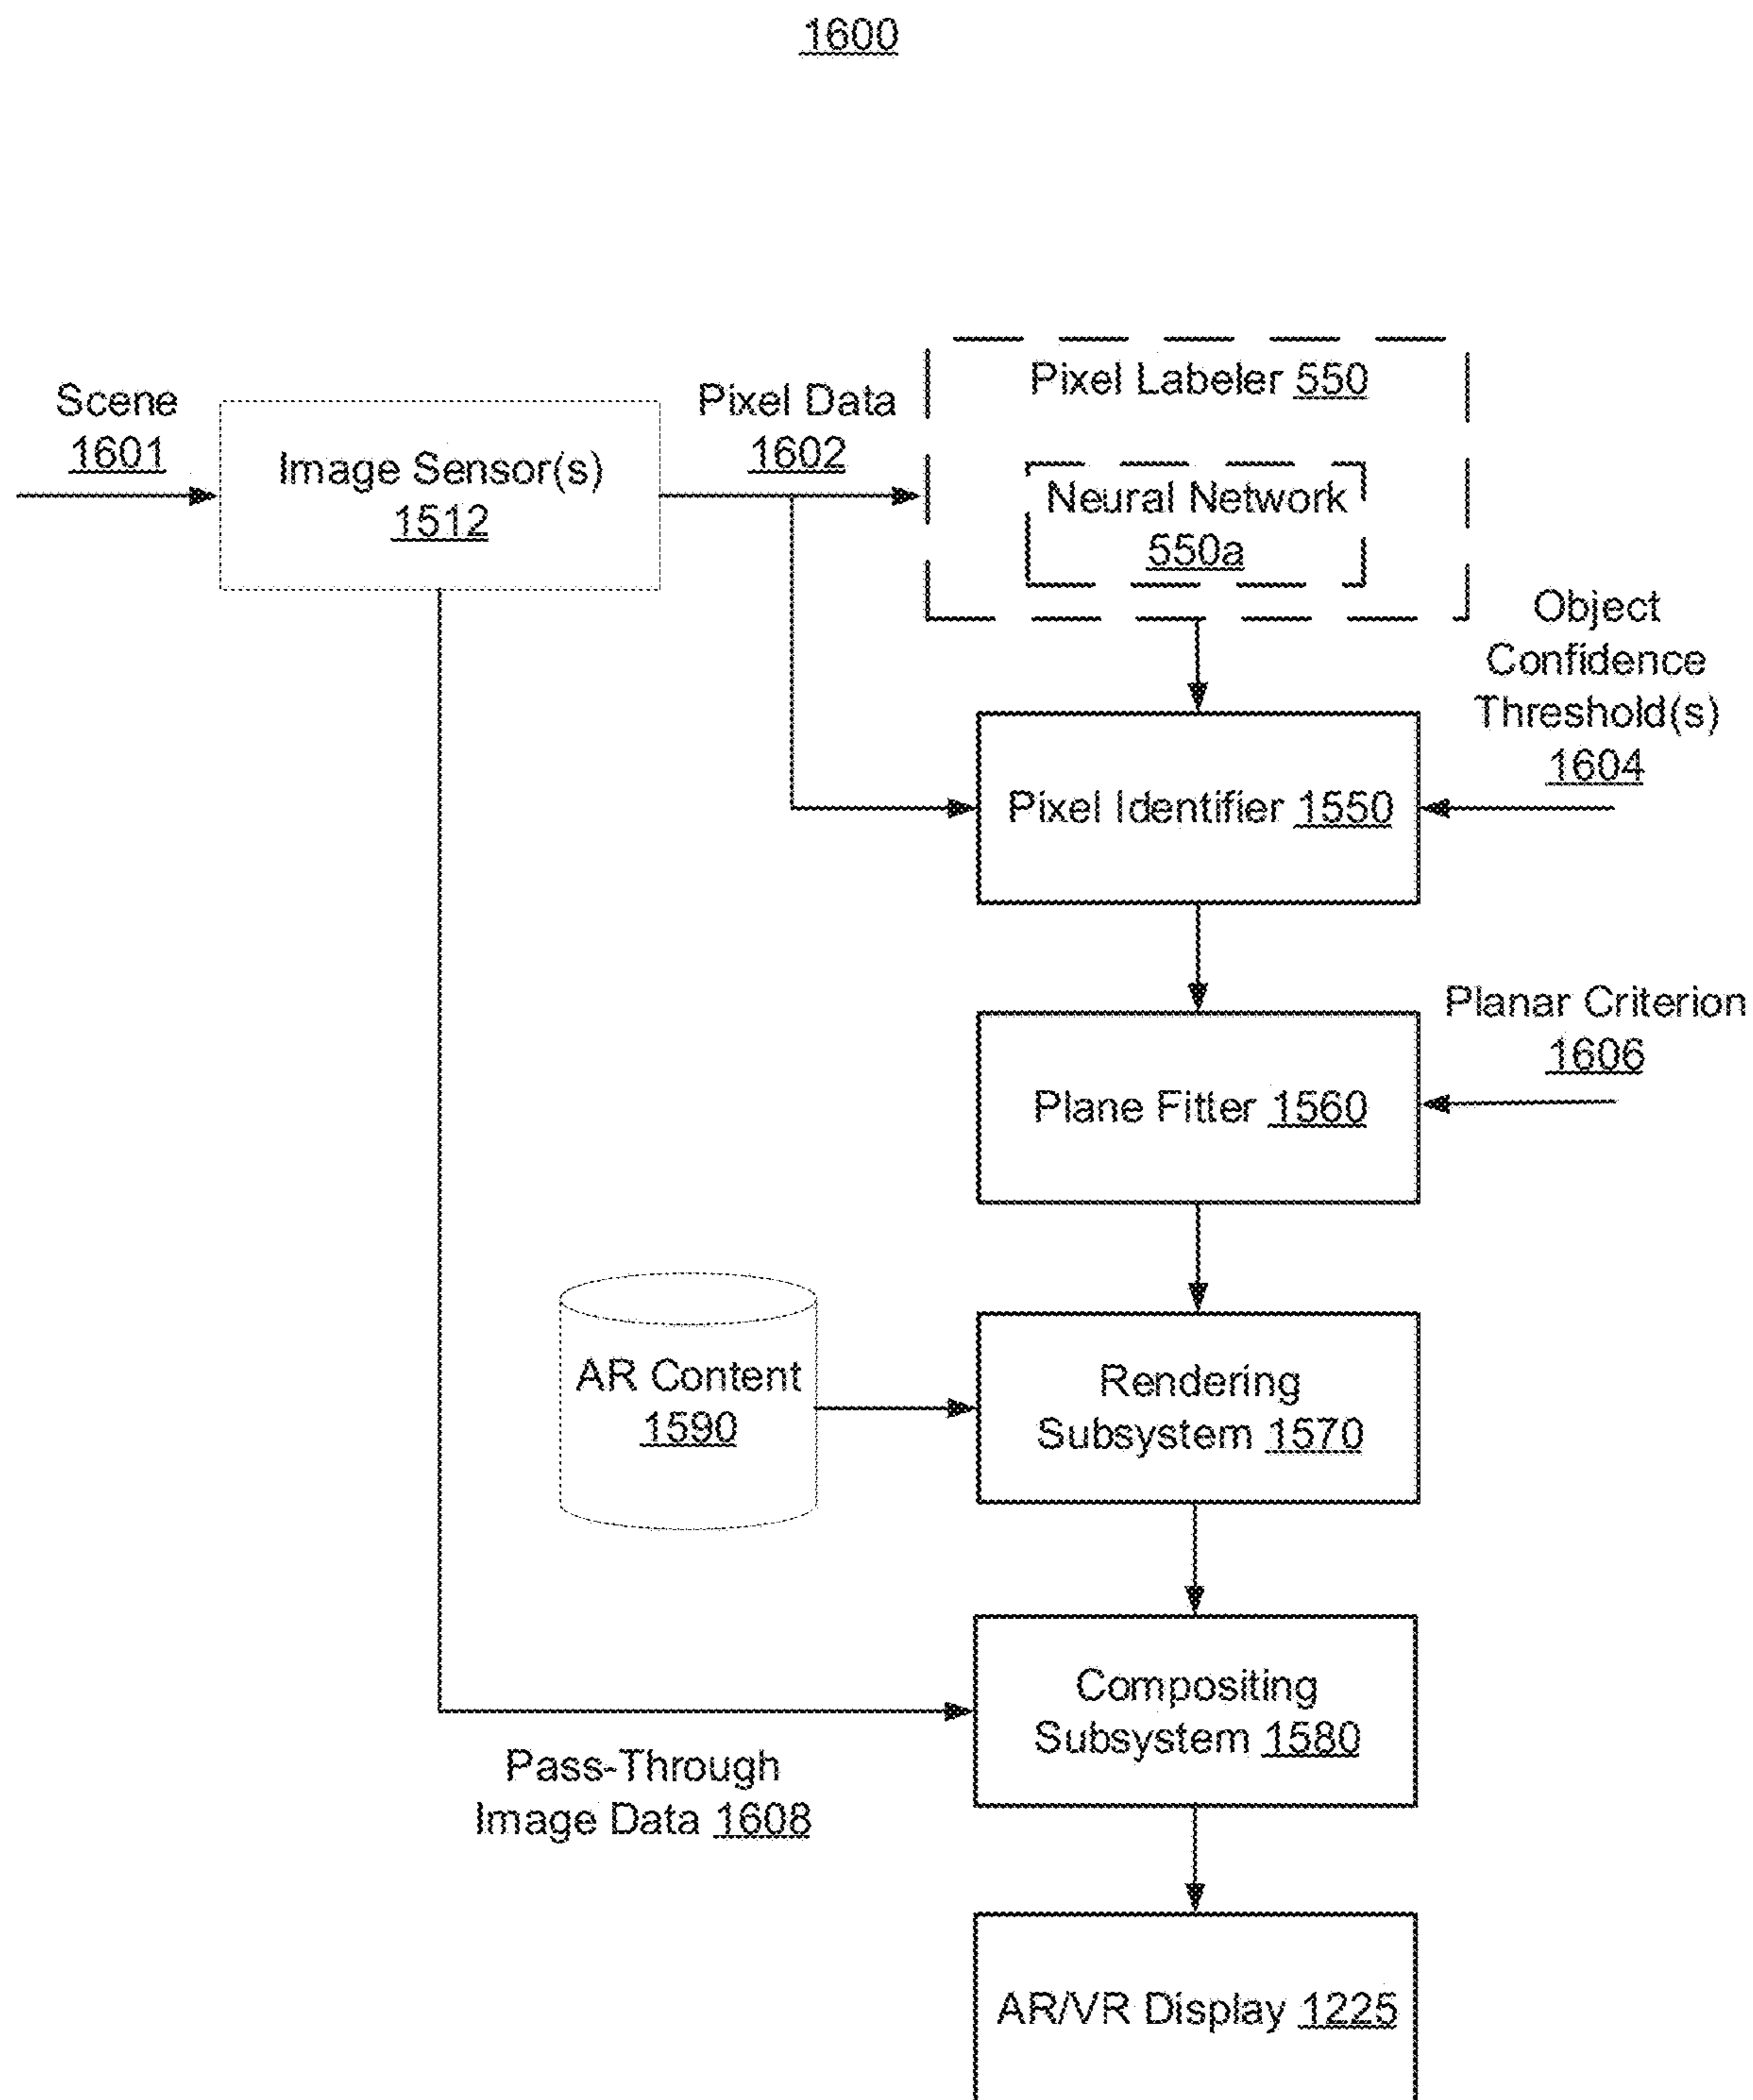 1600
Scene
1601
Image Sensor(s)
1512
Pixel Data
1602
Pixel Labeler 550
Neural Network
550a
Object
Confidence
Threshold(s)
1604
Pixel Identifier 1550
Planar Criterion
1606
Plane Fitter 1560
AR Content
1590
Rendering
Subsystem 1570
Compositing
Subsystem 1580
Pass-Through
Image Data 1608
AR/VR Display 1225